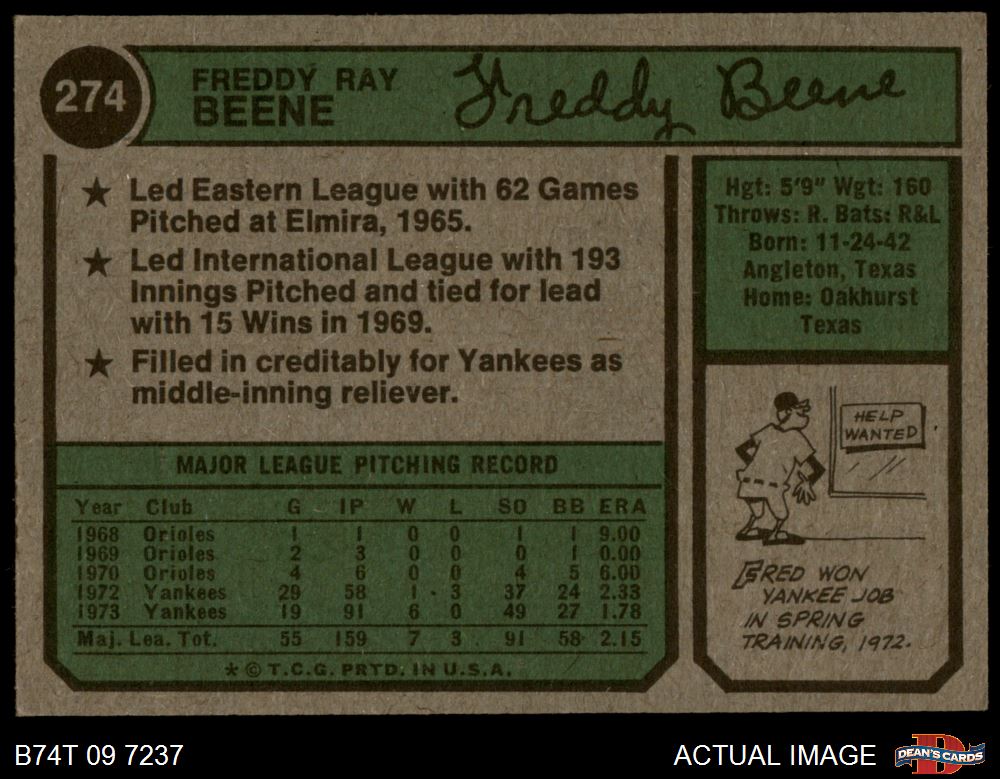 274
FREDDY RAY
BEENE
Freddy Beene
★ Led Eastern League with 62 Games
Pitched at Elmira, 1965.
★ Led International League with 193
Innings Pitched and tied for lead
with 15 Wins in 1969.
★ Filled in creditably for Yankees as
middle-inning reliever.
Hgt: 5'9" Wgt: 160
Throws: R. Bats: R&L
Born: 11-24-42
Angleton, Texas
Home: Oakhurst
Texas
HELP
WANTED
FRED WON
YANKEE JOB
IN SPRING
TRAINING, 1972.
MAJOR LEAGUE PITCHING RECORD
Year Club G IP W L SO BB ERA
1968 Orioles 1 1 0 0 1 1 9.00
1969 Orioles 2 3 0 0 0 1 0.00
1970 Orioles 4 6 0 0 4 5 6.00
1972 Yankees 29 58 1 3 37 24 2.33
1973 Yankees 19 91 6 0 49 27 1.78
Maj. Lea. Tot. 55 159 7 3 91 58 2.15
* © T.C.G. PRTD. IN U.S.A.
B74T 09 7237
ACTUAL IMAGE
DEAN'S CARDS